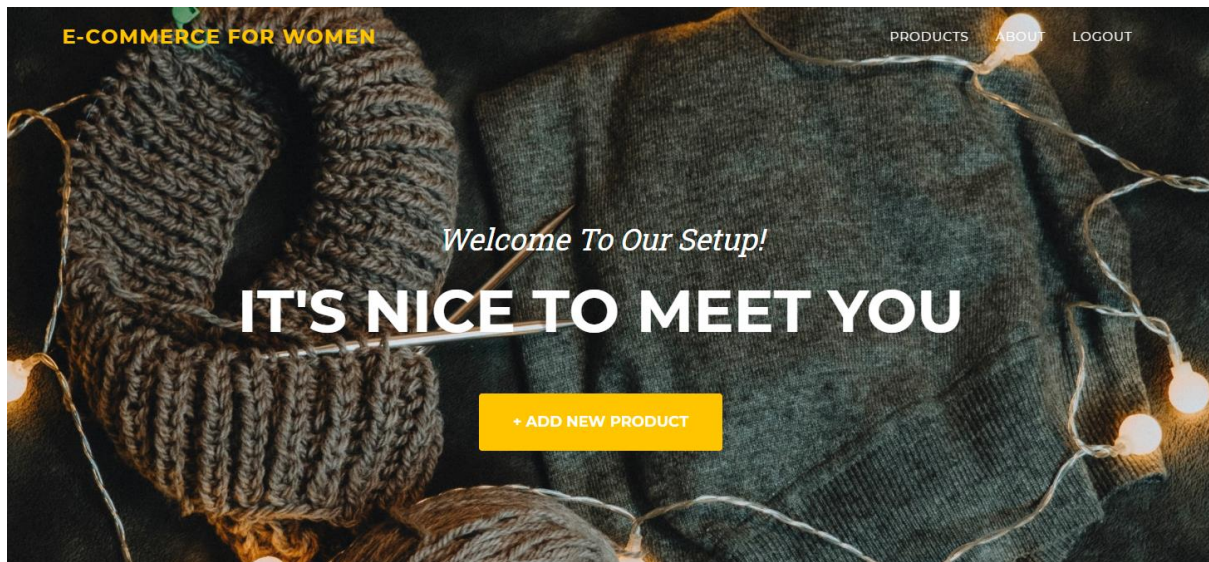 E-COMMERCE FOR WOMEN
PRODUCTS ABOUT LOGOUT
Welcome To Our Setup!
IT'S NICE TO MEET YOU
+ ADD NEW PRODUCT